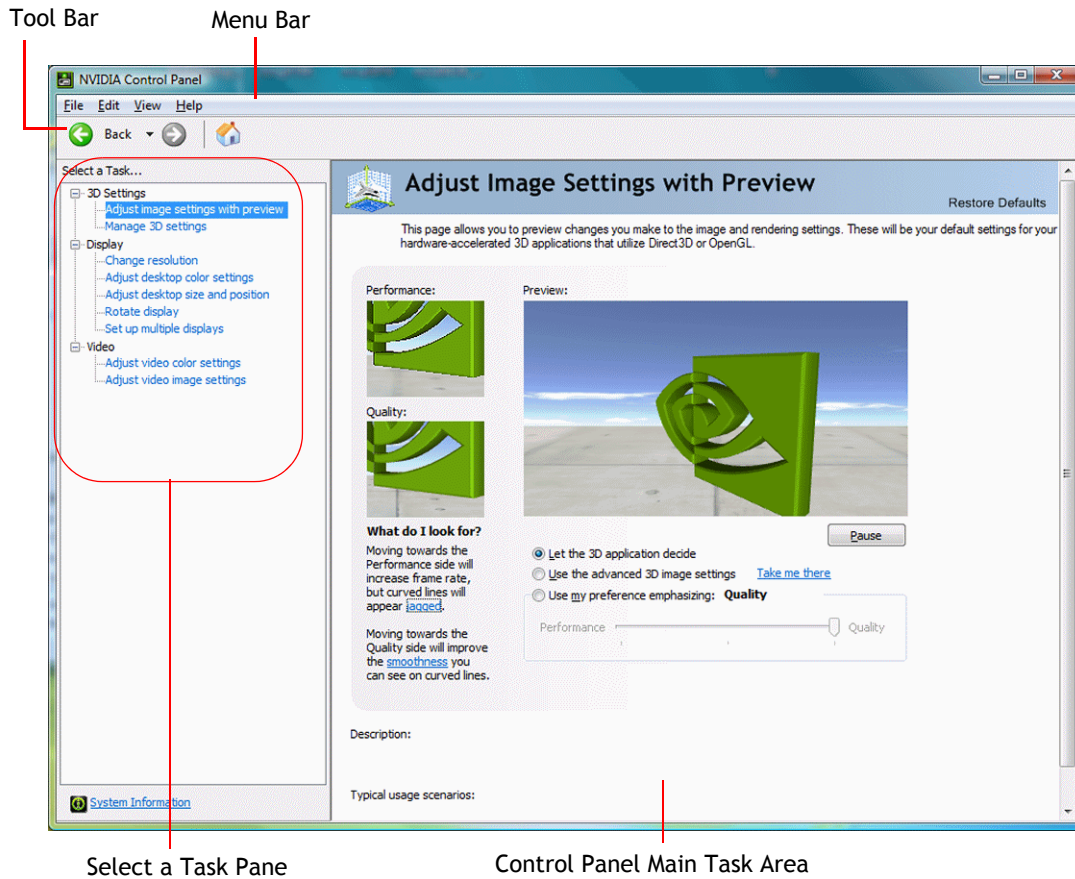 Tool Bar
Menu Bar
NVIDIA Control Panel
File Edit View Help
Back
Select a Task...
3D Settings
Adjust image settings with preview
Manage 3D settings
Display
Change resolution
Adjust desktop color settings
Adjust desktop size and position
Rotate display
Set up multiple displays
Video
Adjust video color settings
Adjust video image settings
System Information
Adjust Image Settings with Preview
Restore Defaults
This page allows you to preview changes you make to the image and rendering settings. These will be your default settings for your
hardware-accelerated 3D applications that utilize Direct3D or OpenGL.
Performance:
Quality:
What do I look for?
Moving towards the
Performance side will
increase frame rate,
but curved lines will
appear jagged.
Moving towards the
Quality side will improve
the smoothness you
can see on curved lines.
Preview:
Pause
Let the 3D application decide
Use the advanced 3D image settings Take me there
Use my preference emphasizing: Quality
Performance Quality
Description:
Typical usage scenarios:
Select a Task Pane
Control Panel Main Task Area